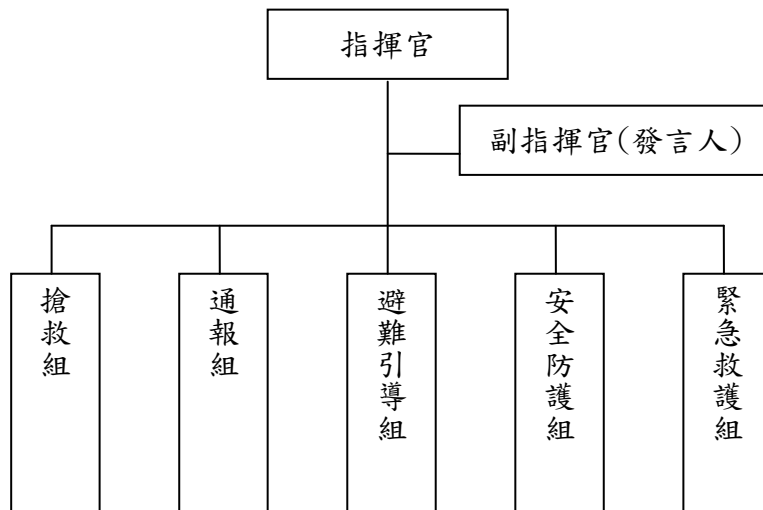 指揮官
副指揮官(發言人)
搶救組
通報組
避難引導組
安全防護組
緊急救護組